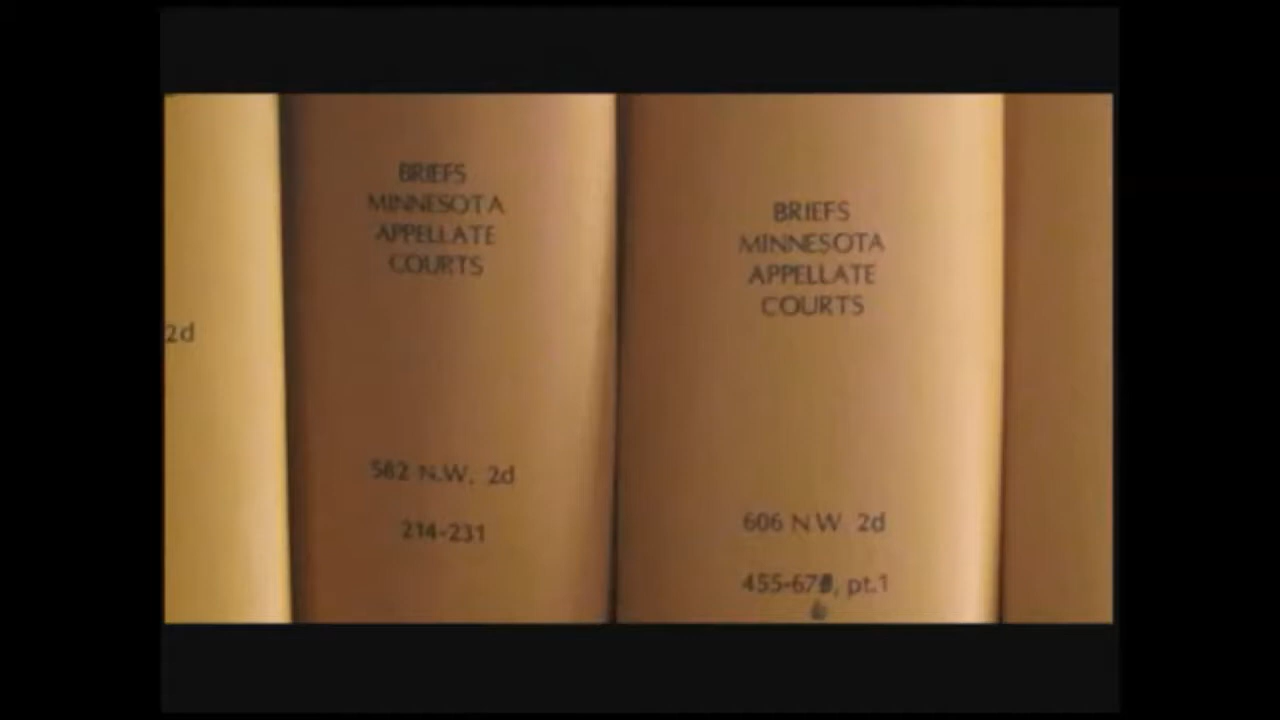 2d
BRIEFS
MINNESOTA
APPELLATE
COURTS
582 N.W. 2d
214-231
BRIEFS
MINNESOTA
APPELLATE
COURTS
606 N.W. 2d
pt.1